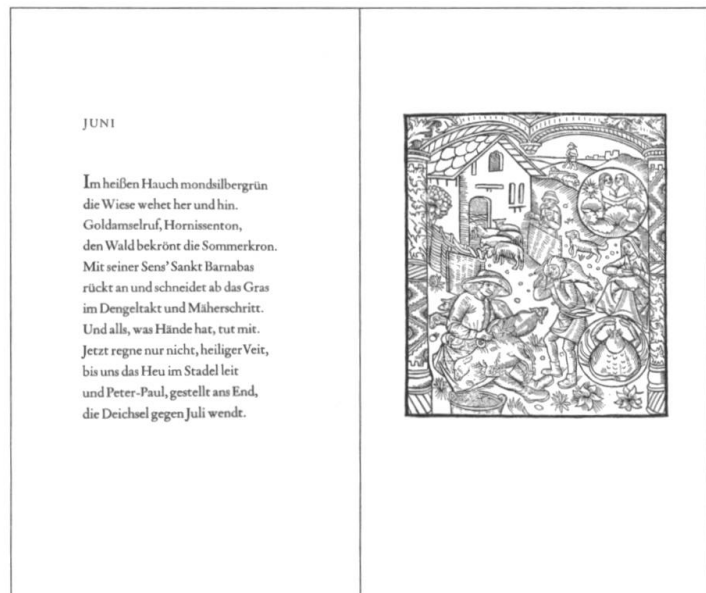 JUNI
Im heißen Hauch mondsilbergrün
die Wiese wehet her und hin.
Goldamselruf, Hornissenton,
den Wald bekrönt die Sommerkron.
Mit seiner Sens’ Sankt Barnabas
rückt an und schneidet ab das Gras
im Dengeltakt und Mäherschritt.
Und alls, was Hände hat, tut mit.
Jetzt regne nur nicht, heiliger Veit,
bis uns das Heu im Stadel leit
und Peter-Paul, gestellt ans End,
die Deichsel gegen Juli wendt.